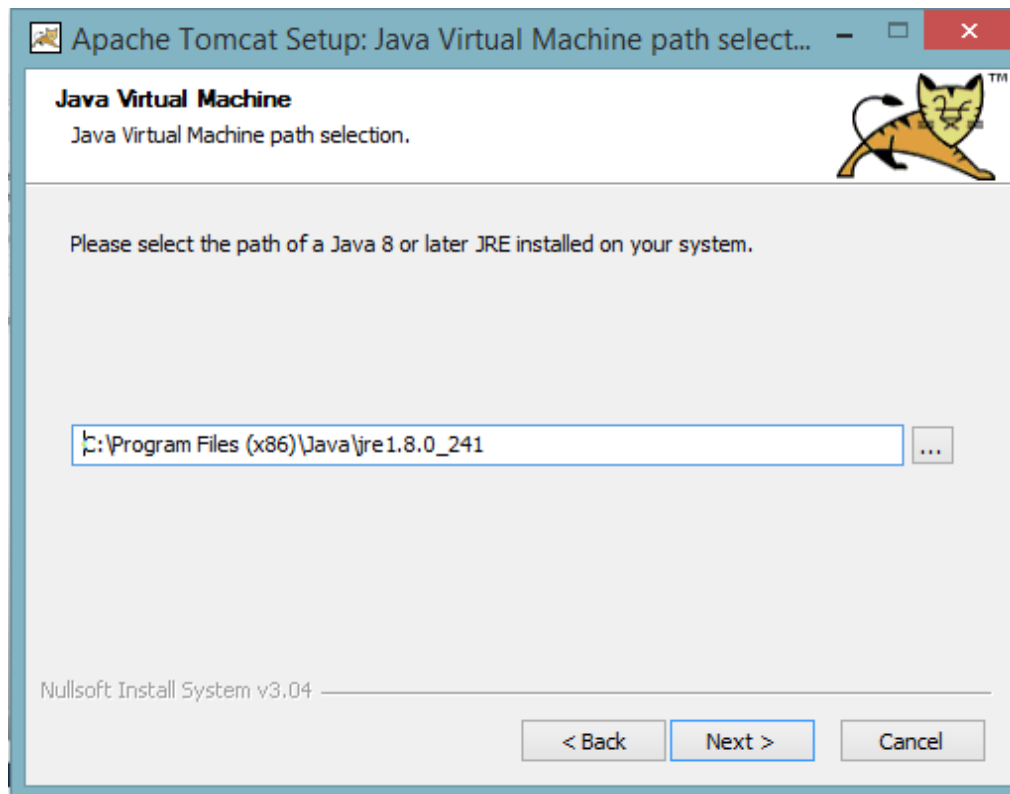 Apache Tomcat Setup: Java Virtual Machine path select...
Java Virtual Machine
Java Virtual Machine path selection.
TM
Please select the path of a Java 8 or later JRE installed on your system.
C:\Program Files (x86)\Java\jre1.8.0_241
...
Nullsoft Install System v3.04
< Back
Next >
Cancel